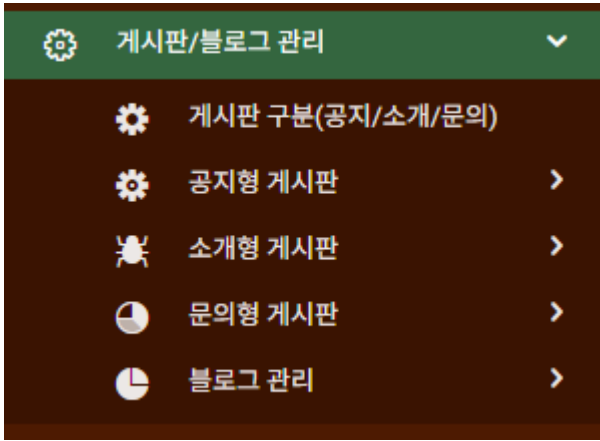 게시판/블로그 관리
게시판 구분(공지/소개/문의)
공지형 게시판
소개형 게시판
문의형 게시판
블로그 관리